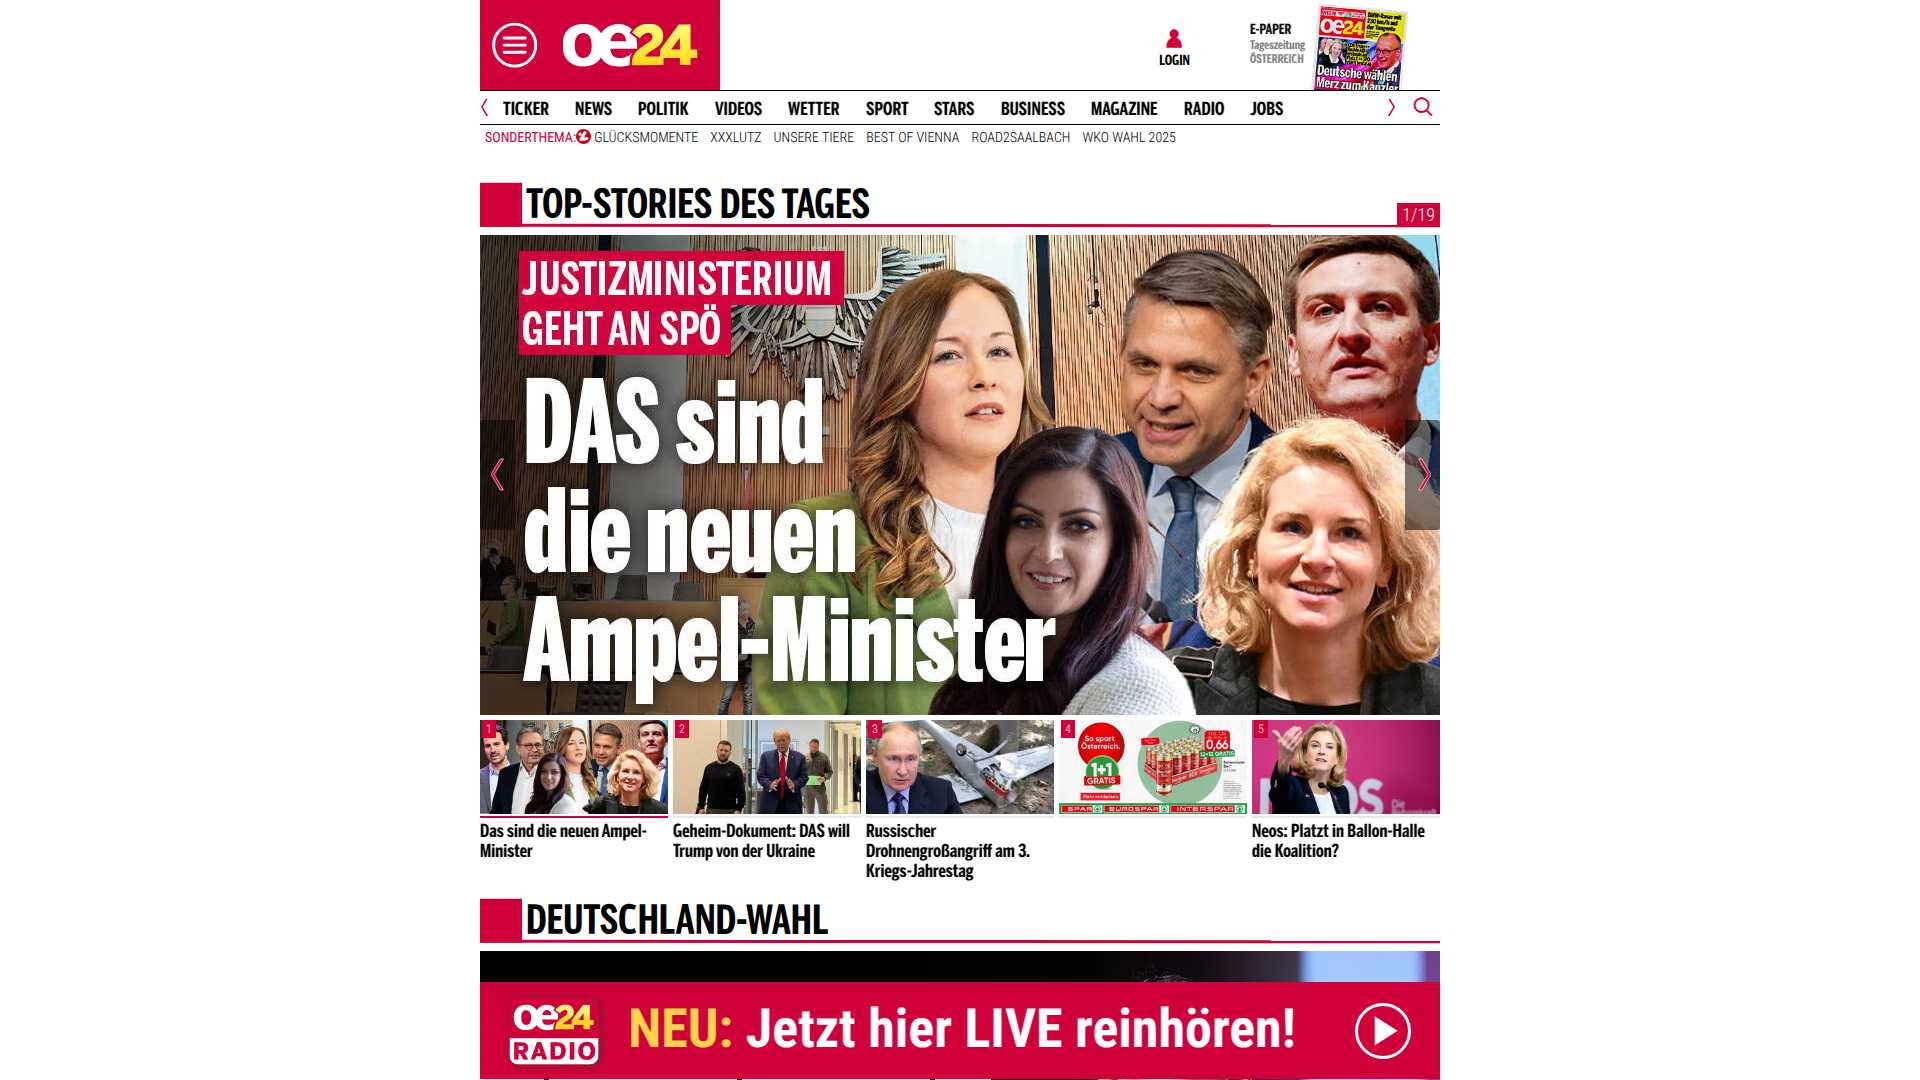 oe24
LOGIN
E-PAPER
Tageszeitung
ÖSTERREICH
oe24
Deutsche wählen
Merz zum Kanzler
TICKER NEWS POLITIK VIDEOS WETTER SPORT STARS BUSINESS MAGAZINE RADIO JOBS
SONDERTHEMA: GLÜCKSMOMENTE XXXLUTZ UNSERE TIERE BEST OF VIENNA ROAD2SAALBACH WKO WAHL 2025
TOP-STORIES DES TAGES
1/19
JUSTIZMINISTERIUM
GEHT AN SPÖ
DAS sind
die neuen
Ampel-Minister
1
2
3
4
So spart
Österreich.
1+1
GRATIS
0,66
SPAR EUROSPAR INTERSPAR
5
Das sind die neuen Ampel-
Minister
Geheim-Dokument: DAS will
Trump von der Ukraine
Russischer
Drohnengroßangriff am 3.
Kriegs-Jahrestag
Neos: Platzt in Ballon-Halle
die Koalition?
DEUTSCHLAND-WAHL
oe24
RADIO
NEU: Jetzt hier LIVE reinhören!